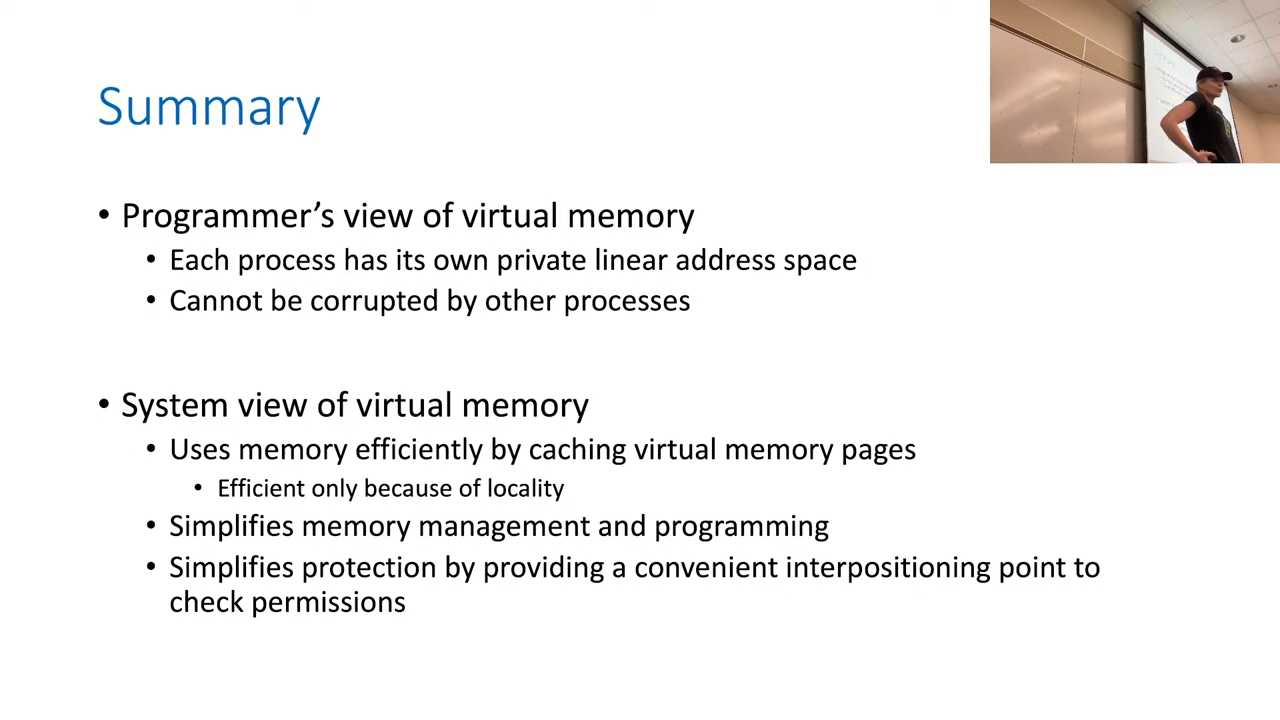 Summary
• Programmer’s view of virtual memory
• Each process has its own private linear address space
• Cannot be corrupted by other processes
• System view of virtual memory
• Uses memory efficiently by caching virtual memory pages
• Efficient only because of locality
• Simplifies memory management and programming
• Simplifies protection by providing a convenient interpositioning point to
check permissions